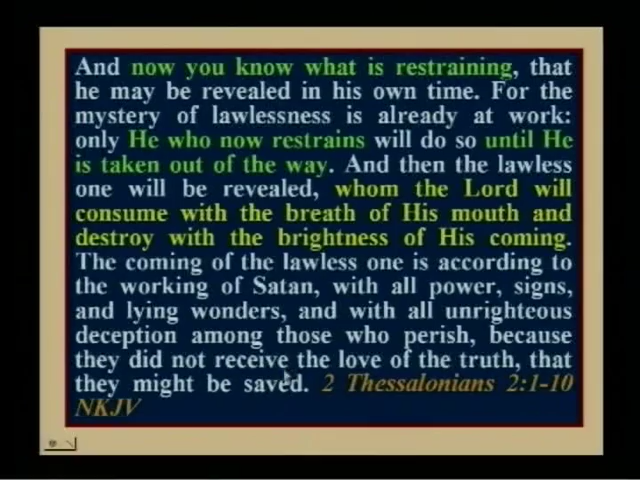 And now you know what is restraining, that
he may be revealed in his own time. For the
mystery of lawlessness is already at work:
only He who now restrains will do so until He
is taken out of the way. And then the lawless
one will be revealed, whom the Lord will
consume with the breath of His mouth and
destroy with the brightness of His coming.
The coming of the lawless one is according to
the working of Satan, with all power, signs,
and lying wonders, and with all unrighteous
deception among those who perish, because
they did not receive the love of the truth, that
they might be saved. 2 Thessalonians 2:1-10
NKJV